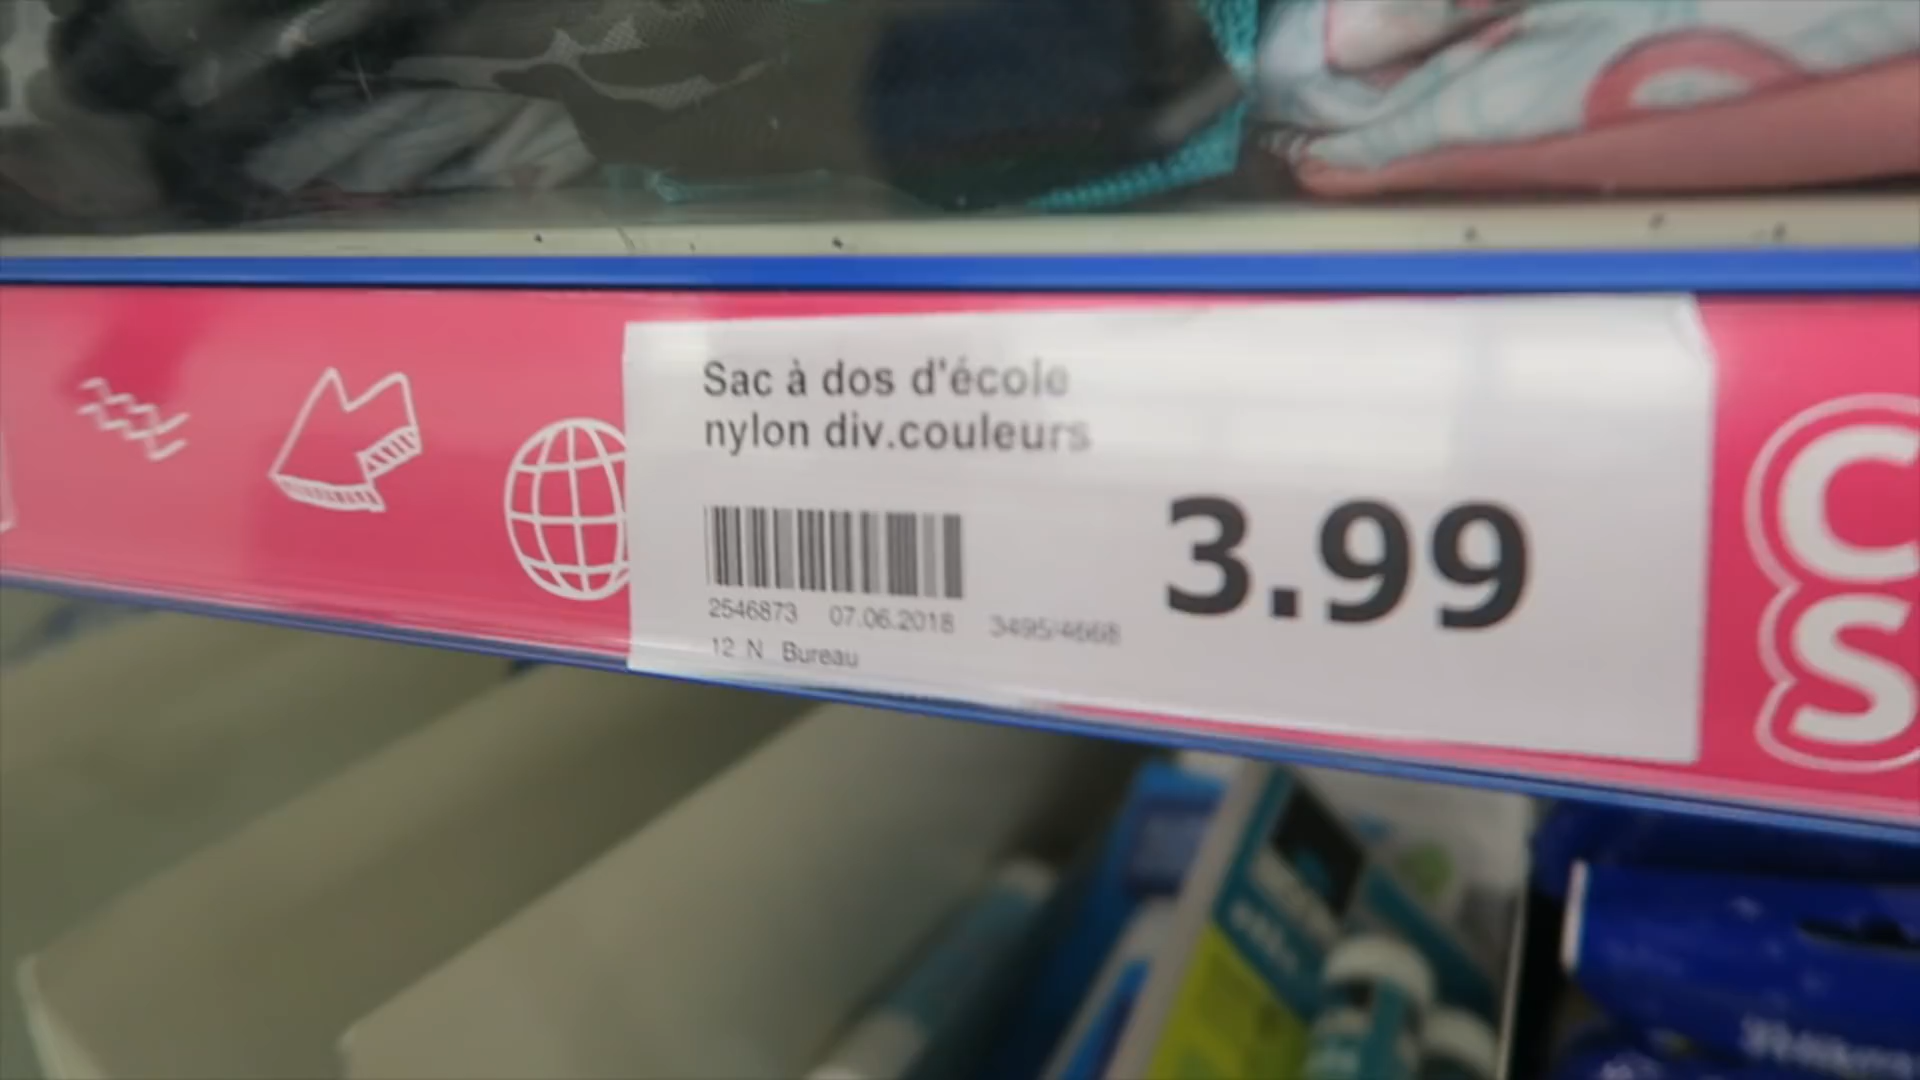 Sac à dos d'école
nylon div.couleurs
3.99
2546873 07.06.2018 3495/4668
12 N Bureau
C
S